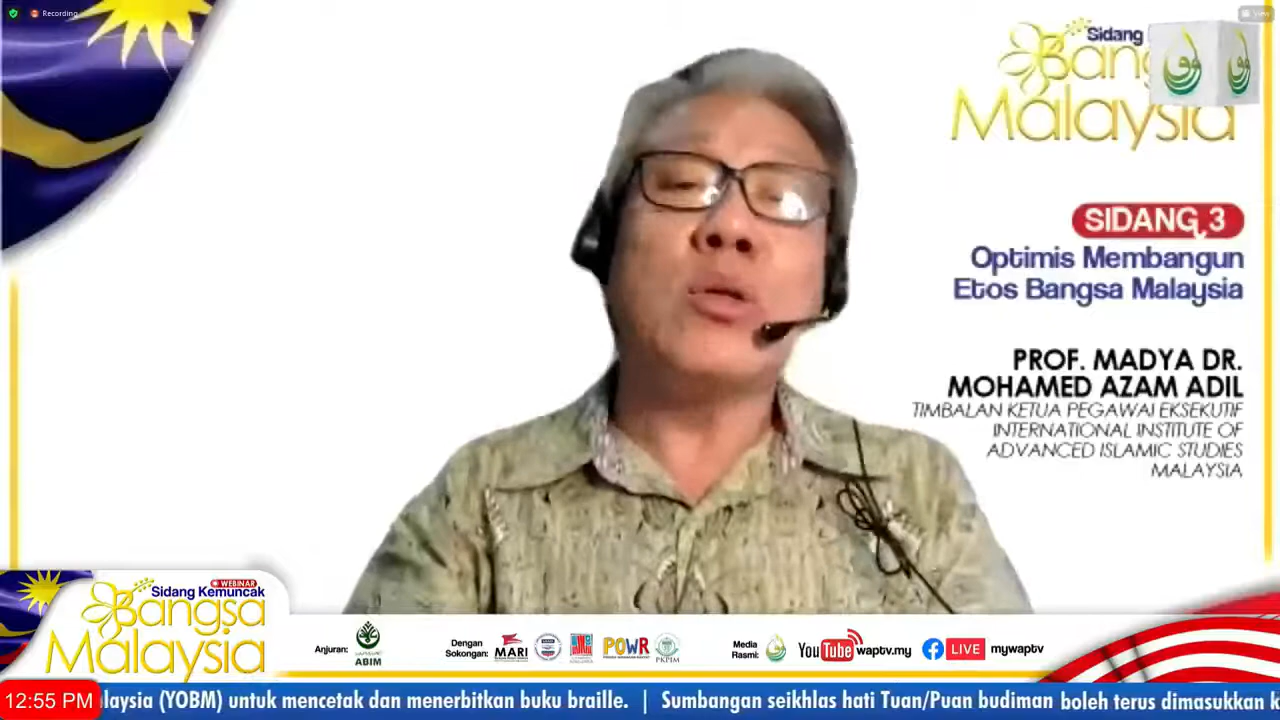 Recording
View
Sidang
Bang
Malaysia
SIDANG 3
Optimis Membangun
Etos Bangsa Malaysia
PROF. MADYA DR.
MOHAMED AZAM ADIL
TIMBALAN KETUA PEGAWAI EKSEKUTIF
INTERNATIONAL INSTITUTE OF
ADVANCED ISLAMIC STUDIES
MALAYSIA
WEBINAR
Sidang Kemuncak
Bangsa
Malaysia
Anjuran:
ABIM
Dengan
Sokongan:
MARI
POWR
PKPIM
Media
Rasmi:
YouTube waptv.my
LIVE mywaptv
12:55 PM
laysia (YOBM) untuk mencetak dan menerbitkan buku braille. | Sumbangan seikhlas hati Tuan/Puan budiman boleh terus dimasukkan k